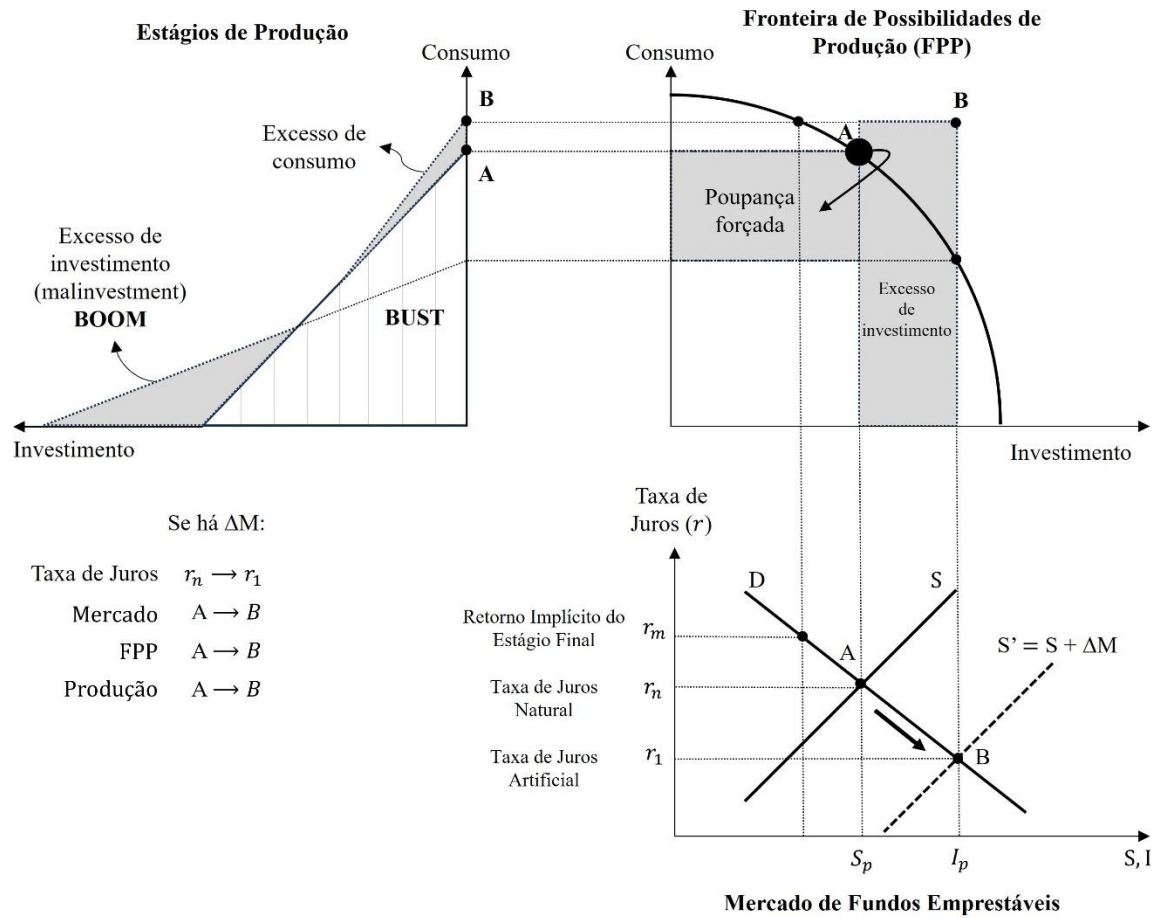 Estágios de Produção
Consumo
B
A
Excesso de
consumo
Excesso de
investimento
(malinvestment)
BOOM
BUST
Investimento
Fronteira de Possibilidades de
Produção (FPP)
Consumo
A
B
Poupança
forçada
Excesso
de
investimento
Investimento
Se há ΔM:
Taxa de Juros r_n → r_1
Mercado A → B
FPP A → B
Produção A → B
Taxa de
Juros (r)
D
S
S' = S + ΔM
Retorno Implícito do
Estágio Final
r_m
A
Taxa de Juros
Natural
r_n
Taxa de Juros
Artificial
r_1
B
S_p
I_p
S, I
Mercado de Fundos Emprestáveis